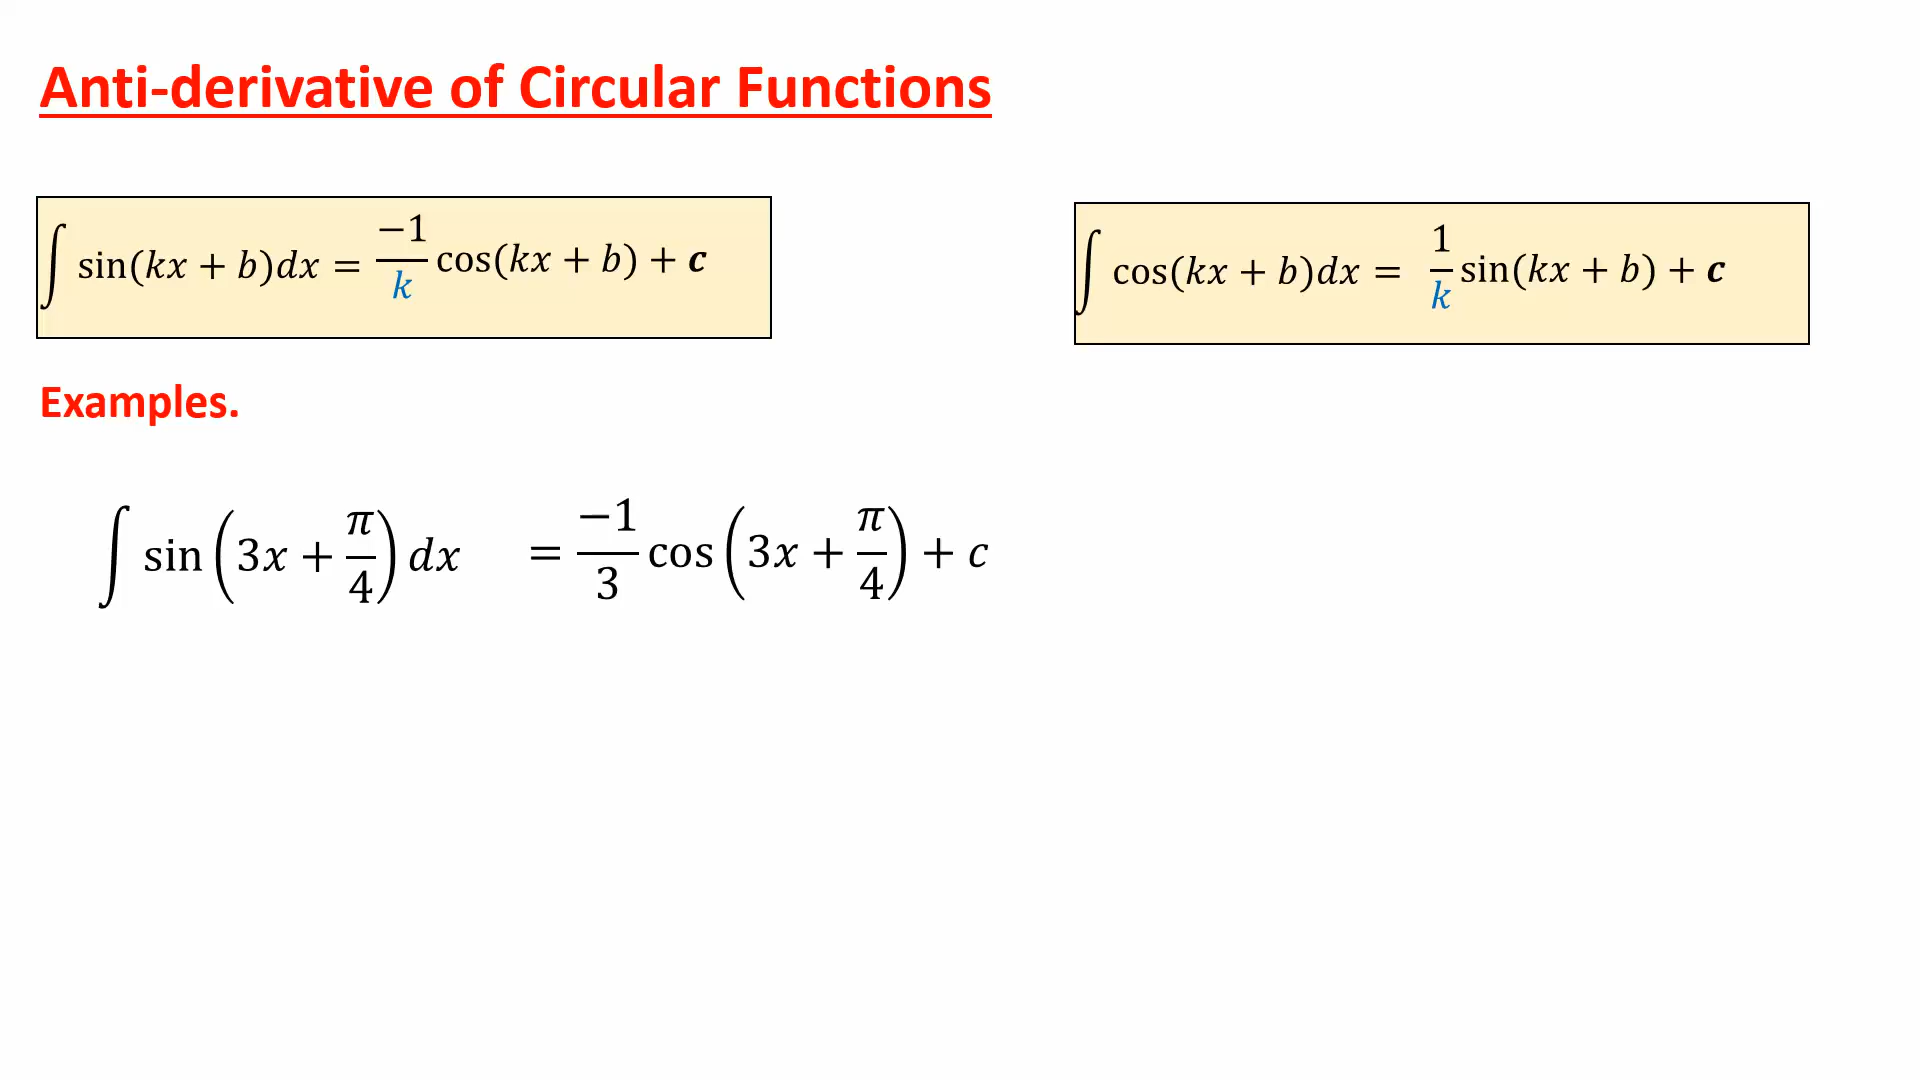 Anti-derivative of Circular Functions
∫ sin(kx + b)dx = −1/k cos(kx + b) + c
∫ cos(kx + b)dx = 1/k sin(kx + b) + c
Examples.
∫ sin(3x + π/4) dx = −1/3 cos(3x + π/4) + c